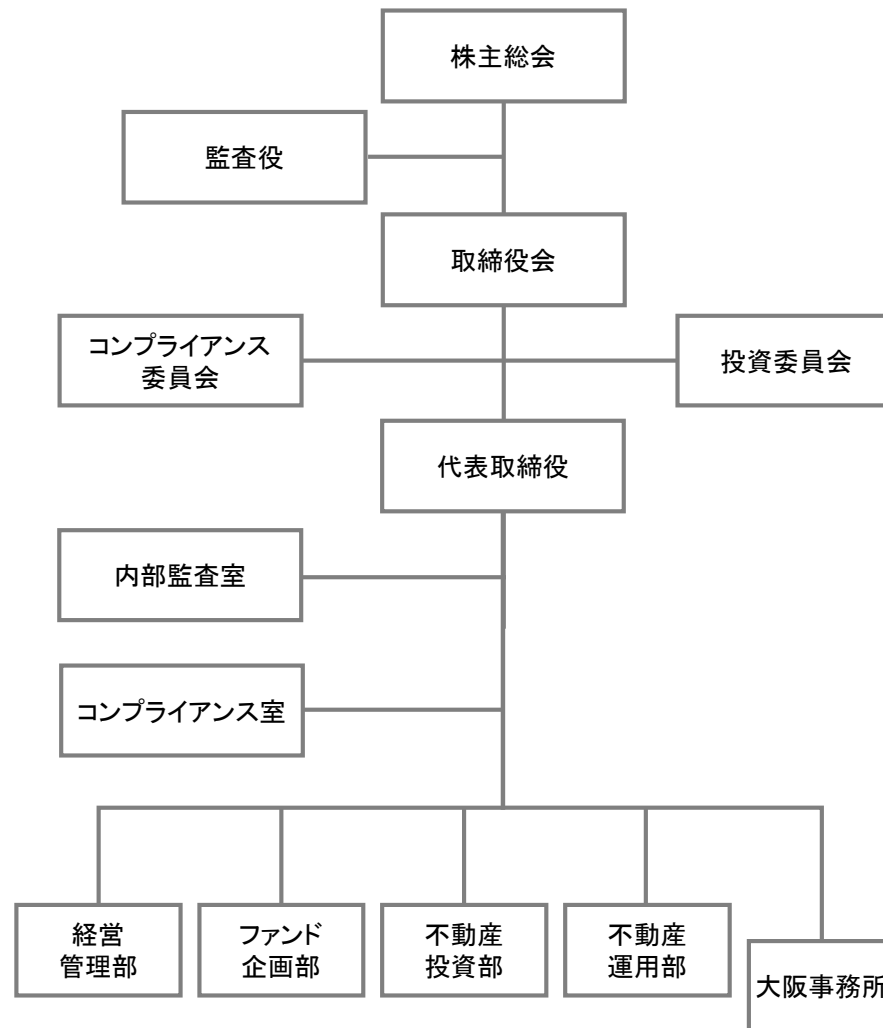 株主総会
監査役
取締役会
コンプライアンス
委員会
投資委員会
代表取締役
内部監査室
コンプライアンス室
経営
管理部
ファンド
企画部
不動産
投資部
不動産
運用部
大阪事務所